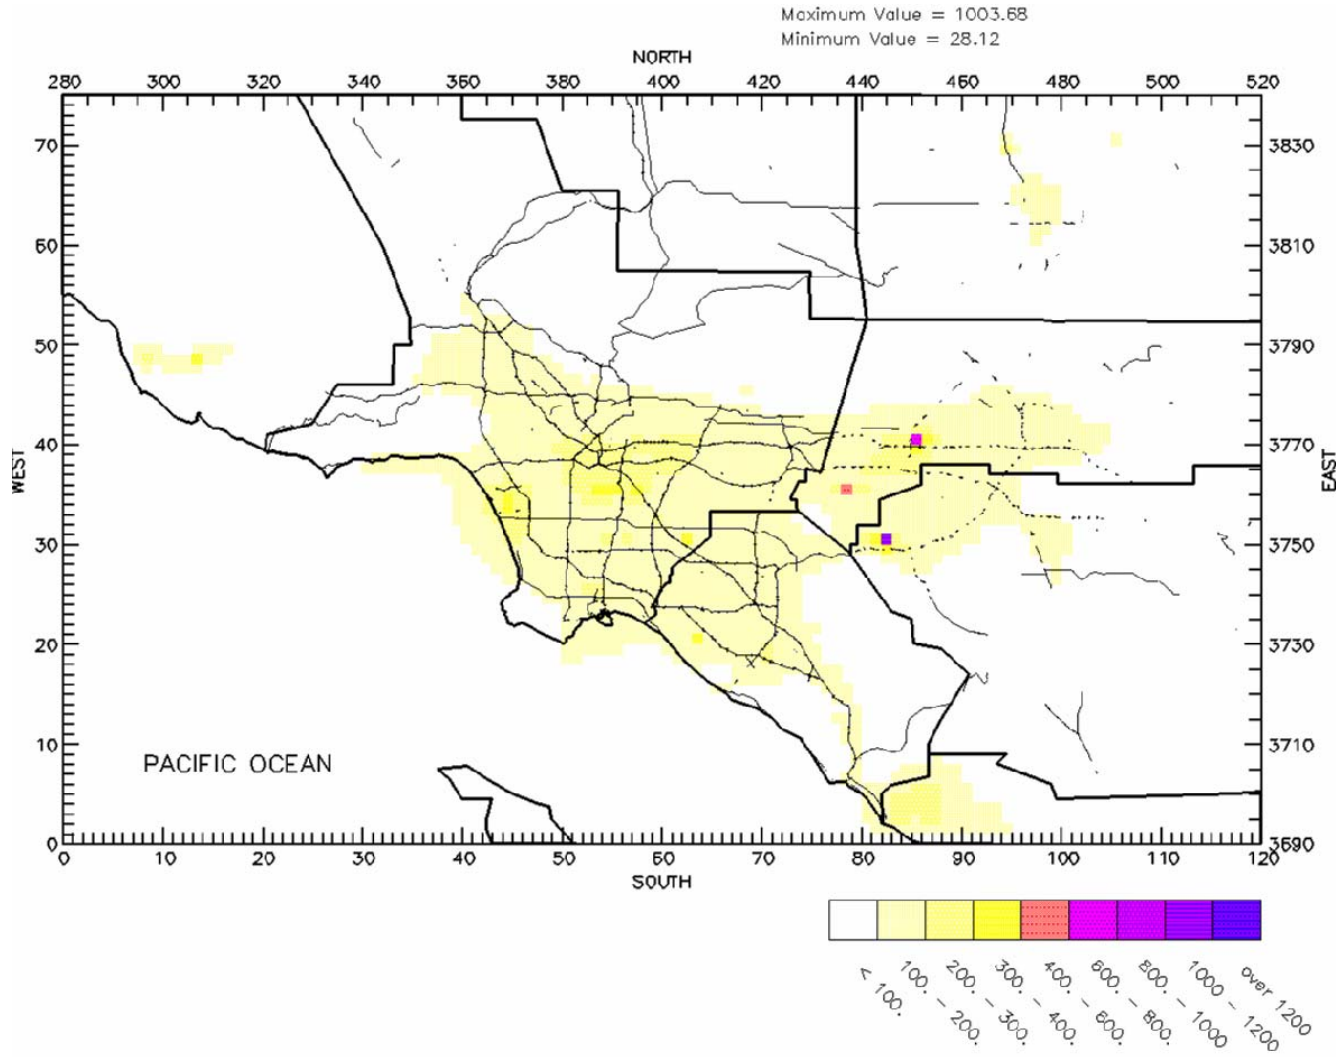 Maximum Value = 1003.68
Minimum Value = 28.12
NORTH
280 300 320 340 360 380 400 420 440 460 480 500 520
70 3830
60 3810
50 3790
40 3770
WEST EAST
30 3750
20 3730
10 3710
PACIFIC OCEAN
0 3690
0 10 20 30 40 50 60 70 80 90 100 110 120
SOUTH
< 100.
100. - 200.
200. - 300.
300. - 400.
400. - 600.
600. - 800.
800. - 1000
1000 - 1200
over 1200